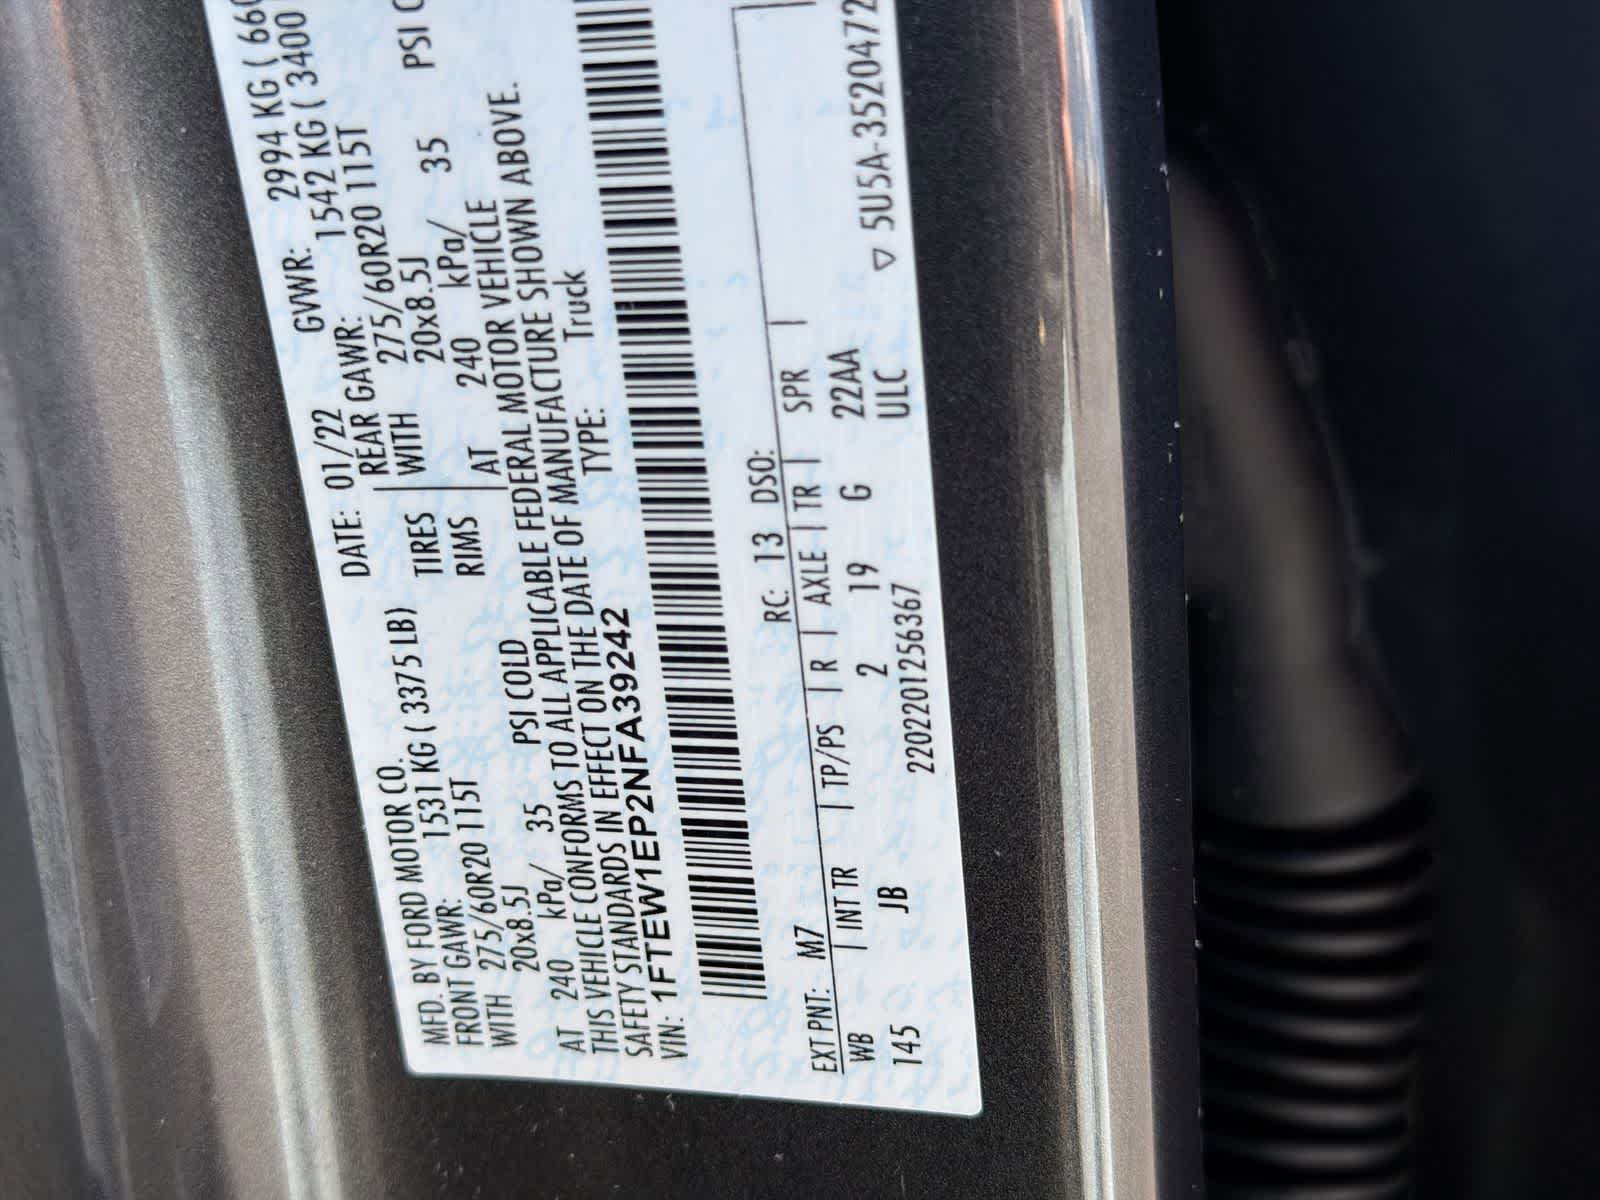 MFD. BY FORD MOTOR CO. DATE: 01/22 GVWR: 2994 KG ( 660
FRONT GAWR: 1531 KG ( 3375 LB) REAR GAWR: 1542 KG ( 3400
WITH 275/60R20 115T TIRES WITH 275/60R20 115T
20x8.5J RIMS 20x8.5J
AT 240 kPa/ 35 PSI COLD AT 240 kPa/ 35 PSI C
THIS VEHICLE CONFORMS TO ALL APPLICABLE FEDERAL MOTOR VEHICLE
SAFETY STANDARDS IN EFFECT ON THE DATE OF MANUFACTURE SHOWN ABOVE.
VIN: 1FTEW1EP2NFA39242 TYPE: Truck
EXT PNT: M7 RC: 13 DSO:
WB | INT TR | TP/PS | R | AXLE | TR | SPR |
145 JB 2 19 G 22AA
2202201256367 ULC ▽ 5U5A-3520472